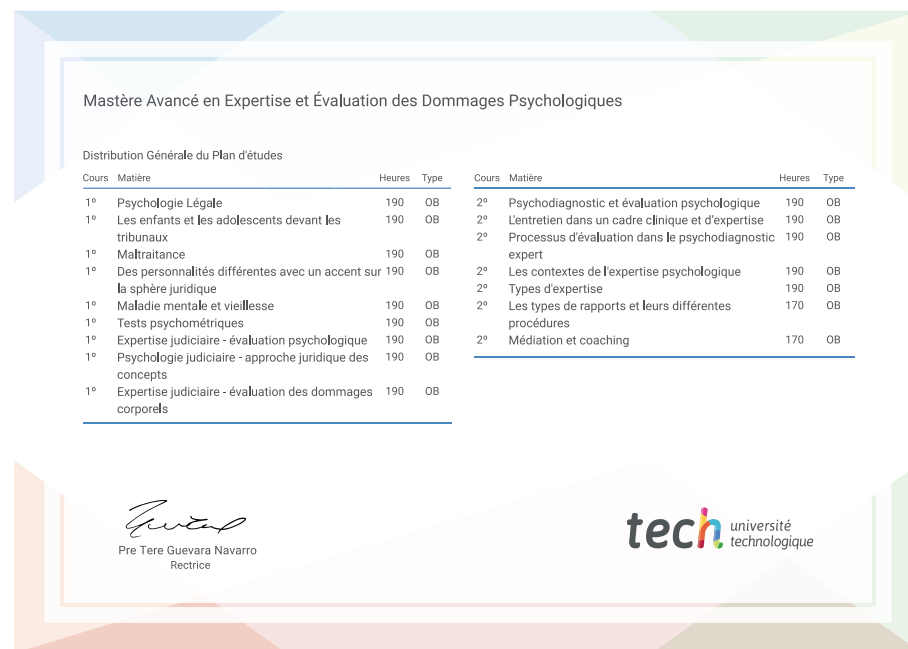 Mastère Avancé en Expertise et Évaluation des Dommages Psychologiques
Distribution Générale du Plan d'études
Cours Matière Heures Type
1º Psychologie Légale 190 OB
1º Les enfants et les adolescents devant les 190 OB
tribunaux
1º Maltraitance 190 OB
1º Des personnalités différentes avec un accent sur 190 OB
la sphère juridique
1º Maladie mentale et vieillesse 190 OB
1º Tests psychométriques 190 OB
1º Expertise judiciaire - évaluation psychologique 190 OB
1º Psychologie judiciaire - approche juridique des 190 OB
concepts
1º Expertise judiciaire - évaluation des dommages 190 OB
corporels
Cours Matière Heures Type
2º Psychodiagnostic et évaluation psychologique 190 OB
2º L'entretien dans un cadre clinique et d'expertise 190 OB
2º Processus d'évaluation dans le psychodiagnostic 190 OB
expert
2º Les contextes de l'expertise psychologique 190 OB
2º Types d'expertise 190 OB
2º Les types de rapports et leurs différentes 170 OB
procédures
2º Médiation et coaching 170 OB
Pre Tere Guevara Navarro
Rectrice
tech université
technologique